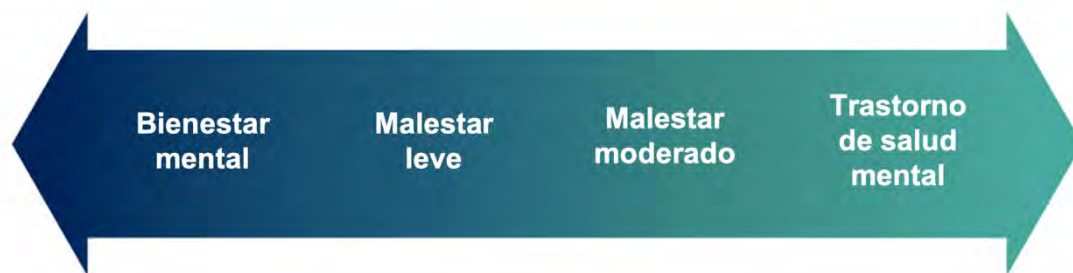 Bienestar
mental
Malestar
leve
Malestar
moderado
Trastorno
de salud
mental